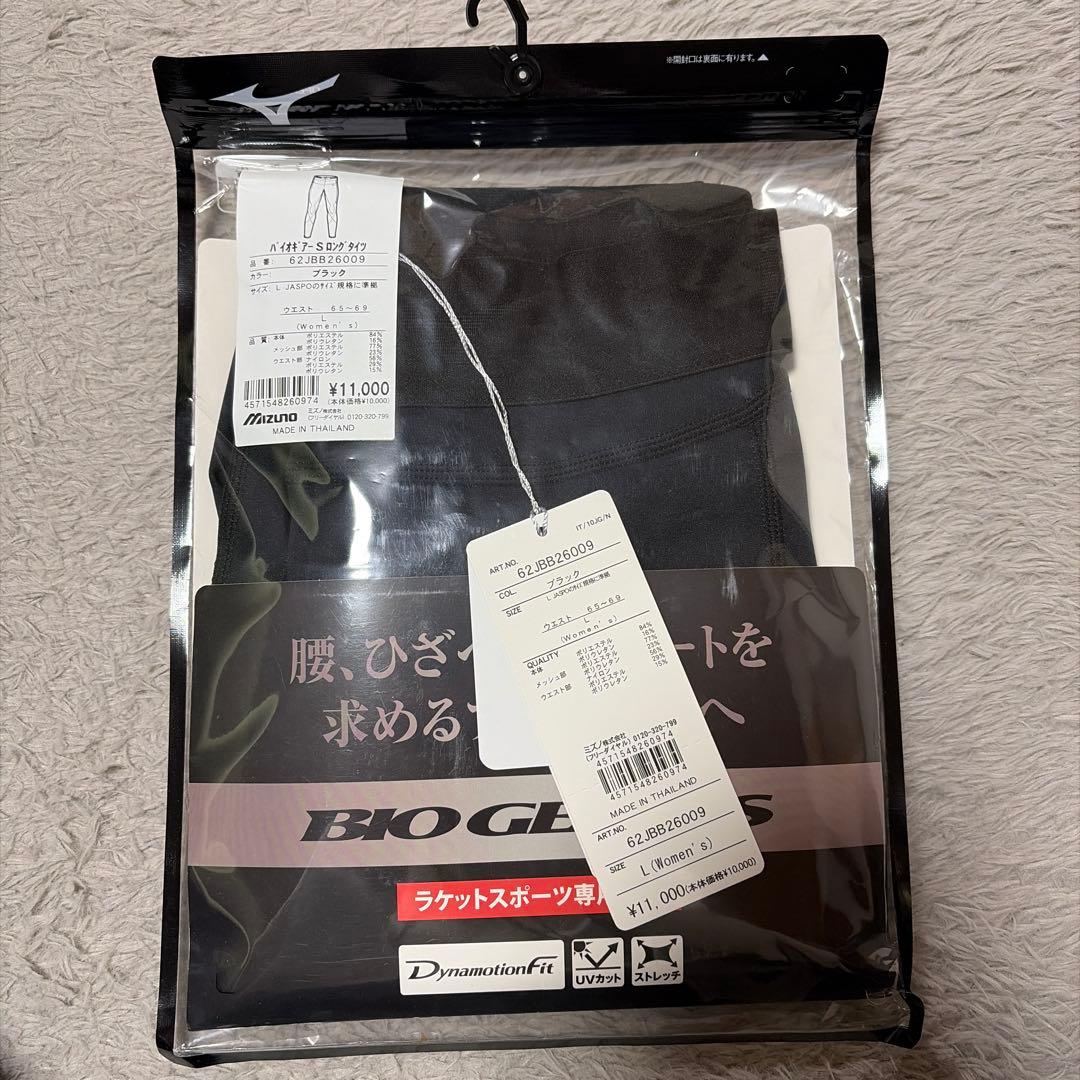 ※開封口は裏面に有ります。▲
バイオギアーSロングタイツ
品番: 62JBB26009
カラー: ブラック
サイズ: L JASPOのサイズ規格に準拠
ウエスト 65〜69
L
(Women's)
品質: 本体 ポリエステル 84%
ポリウレタン 16%
メッシュ部 ポリエステル 77%
ポリウレタン 23%
ウエスト部 ナイロン 56%
ポリエステル 29%
ポリウレタン 15%
¥11,000
(本体価格¥10,000)
4571548260974
MIZUNO ミズノ株式会社
(フリーダイヤル) 0120-320-799
MADE IN THAILAND
IT/10JG/N
ART.NO. 62JBB26009
COL. ブラック
SIZE L JASPOのサイズ規格に準拠
ウエスト 65〜69
L
(Women's)
QUALITY
本体 ポリエステル 84%
ポリウレタン 16%
メッシュ部 ポリエステル 77%
ポリウレタン 23%
ウエスト部 ナイロン 56%
ポリエステル 29%
ポリウレタン 15%
ミズノ株式会社
(フリーダイヤル) 0120-320-799
4571548260974
4571548260974
MADE IN THAILAND
ART.NO. 62JBB26009
SIZE L(Women's)
¥11,000(本体価格¥10,000)
腰、ひざ ートを
求める へ
BIO GE S
ラケットスポーツ専
DynamotionFit
UVカット
ストレッチ